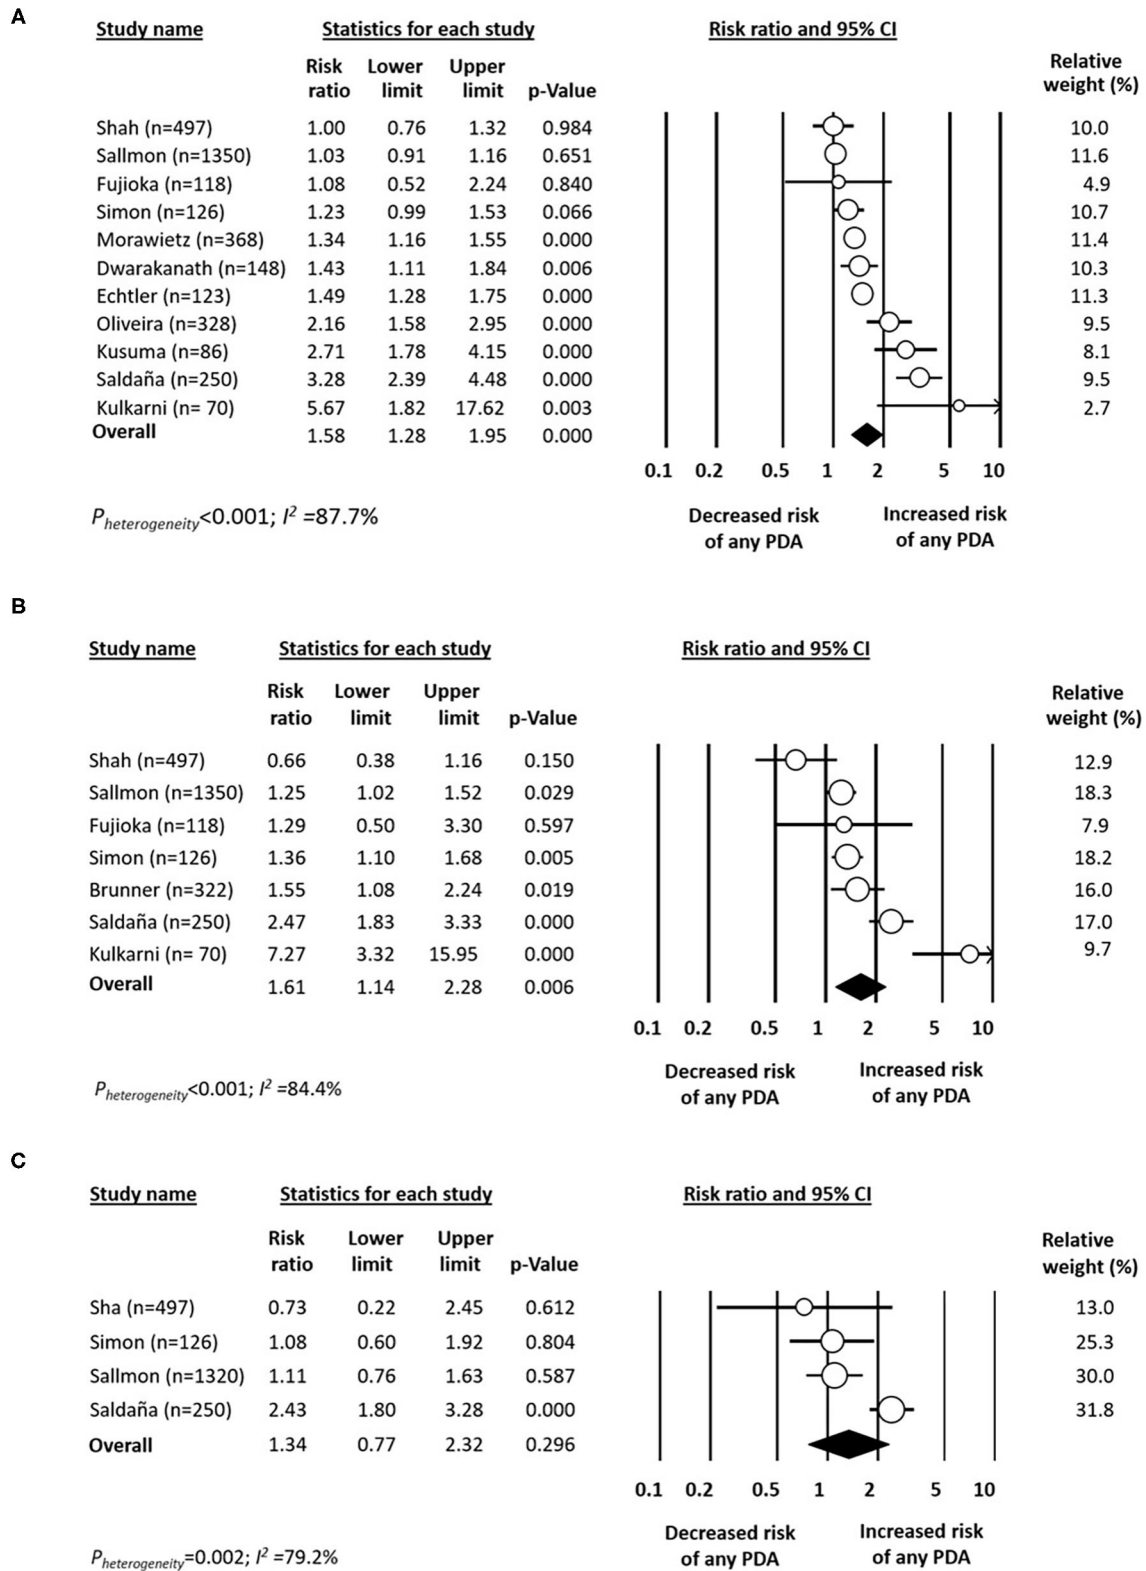 A
Study name Statistics for each study Risk ratio and 95% CI
Risk ratio Lower limit Upper limit p-Value Relative weight (%)
Shah (n=497) 1.00 0.76 1.32 0.984 10.0
Sallmon (n=1350) 1.03 0.91 1.16 0.651 11.6
Fujioka (n=118) 1.08 0.52 2.24 0.840 4.9
Simon (n=126) 1.23 0.99 1.53 0.066 10.7
Morawietz (n=368) 1.34 1.16 1.55 0.000 11.4
Dwarakanath (n=148) 1.43 1.11 1.84 0.006 10.3
Echtler (n=123) 1.49 1.28 1.75 0.000 11.3
Oliveira (n=328) 2.16 1.58 2.95 0.000 9.5
Kusuma (n=86) 2.71 1.78 4.15 0.000 8.1
Saldaña (n=250) 3.28 2.39 4.48 0.000 9.5
Kulkarni (n= 70) 5.67 1.82 17.62 0.003 2.7
Overall 1.58 1.28 1.95 0.000
0.1 0.2 0.5 1 2 5 10
Pheterogeneity<0.001; I² =87.7%
Decreased risk of any PDA Increased risk of any PDA
B
Study name Statistics for each study Risk ratio and 95% CI
Risk ratio Lower limit Upper limit p-Value Relative weight (%)
Shah (n=497) 0.66 0.38 1.16 0.150 12.9
Sallmon (n=1350) 1.25 1.02 1.52 0.029 18.3
Fujioka (n=118) 1.29 0.50 3.30 0.597 7.9
Simon (n=126) 1.36 1.10 1.68 0.005 18.2
Brunner (n=322) 1.55 1.08 2.24 0.019 16.0
Saldaña (n=250) 2.47 1.83 3.33 0.000 17.0
Kulkarni (n= 70) 7.27 3.32 15.95 0.000 9.7
Overall 1.61 1.14 2.28 0.006
0.1 0.2 0.5 1 2 5 10
Pheterogeneity<0.001; I² =84.4%
Decreased risk of any PDA Increased risk of any PDA
C
Study name Statistics for each study Risk ratio and 95% CI
Risk ratio Lower limit Upper limit p-Value Relative weight (%)
Sha (n=497) 0.73 0.22 2.45 0.612 13.0
Simon (n=126) 1.08 0.60 1.92 0.804 25.3
Sallmon (n=1320) 1.11 0.76 1.63 0.587 30.0
Saldaña (n=250) 2.43 1.80 3.28 0.000 31.8
Overall 1.34 0.77 2.32 0.296
0.1 0.2 0.5 1 2 5 10
Pheterogeneity=0.002; I² =79.2%
Decreased risk of any PDA Increased risk of any PDA